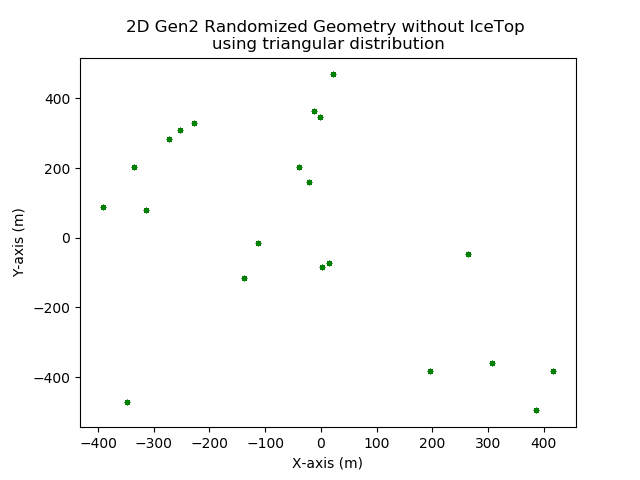 2D Gen2 Randomized Geometry without IceTop
using triangular distribution
Y-axis (m)
400
200
0
−200
−400
−400 −300 −200 −100 0 100 200 300 400
X-axis (m)